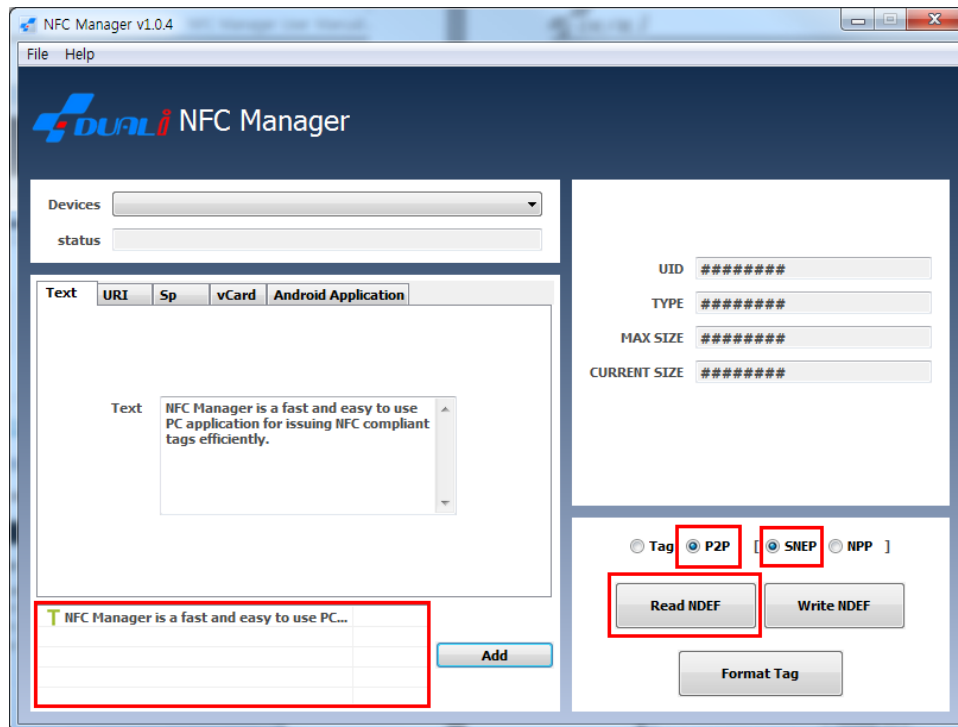 NFC Manager v1.0.4
File Help
DUALi NFC Manager
Devices
status
Text URI Sp vCard Android Application
Text
NFC Manager is a fast and easy to use
PC application for issuing NFC compliant
tags efficiently.
T NFC Manager is a fast and easy to use PC...
Add
UID ########
TYPE ########
MAX SIZE ########
CURRENT SIZE ########
Tag P2P [ SNEP NPP ]
Read NDEF Write NDEF
Format Tag